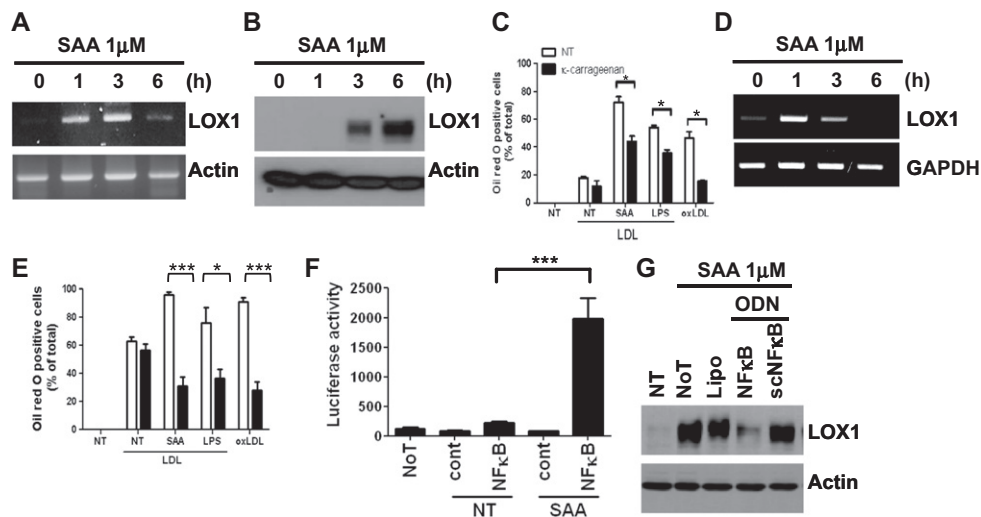 A
SAA 1μM
0 1 3 6 (h)
LOX1
Actin
B
SAA 1μM
0 1 3 6 (h)
LOX1
Actin
C
NT
κ-carrageenan
Oil red O positive cells
(% of total)
100
80
60
40
20
0
* * *
NT NT SAA LPS oxLDL
LDL
D
SAA 1μM
0 1 3 6 (h)
LOX1
GAPDH
E
Oil red O positive cells
(% of total)
100
80
60
40
20
0
*** * ***
NT NT SAA LPS oxLDL
LDL
F
Luciferase activity
2500
2000
1500
1000
500
0
***
NoT cont NFκB cont NFκB
NT SAA
G
SAA 1μM
ODN
NT NoT Lipo NFκB scNFκB
LOX1
Actin